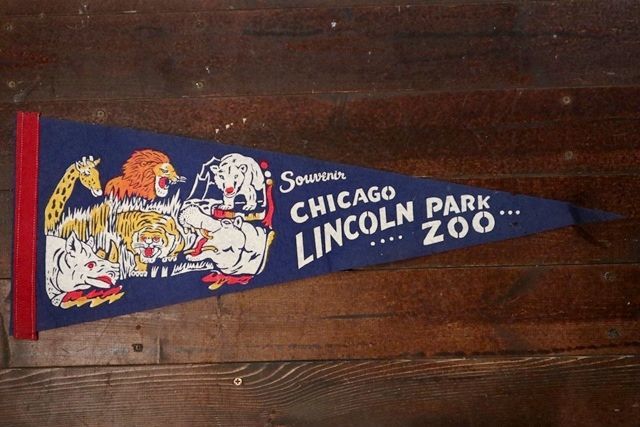 Souvenir
CHICAGO
LINCOLN PARK
.... ZOO...